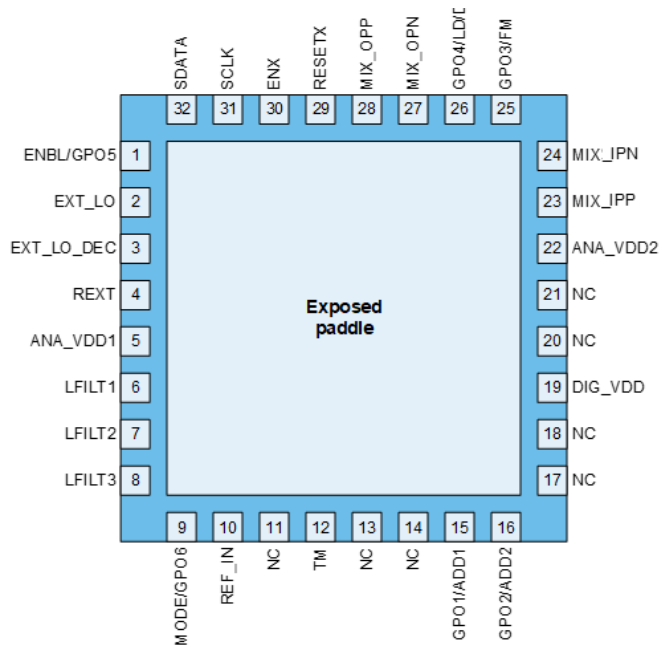 SDATA
SCLK
ENX
RESETX
MIX_OPP
MIX_OPN
GPO4/LD/
GPO3/FM
32
31
30
29
28
27
26
25
ENBL/GPO5 1
EXT_LO 2
EXT_LO_DEC 3
REXT 4
ANA_VDD1 5
LFILT1 6
LFILT2 7
LFILT3 8
Exposed
paddle
24 MIX_IPN
23 MIX_IPP
22 ANA_VDD2
21 NC
20 NC
19 DIG_VDD
18 NC
17 NC
9
10
11
12
13
14
15
16
MODE/GPO6
REF_IN
NC
TM
NC
NC
GPO1/ADD1
GPO2/ADD2